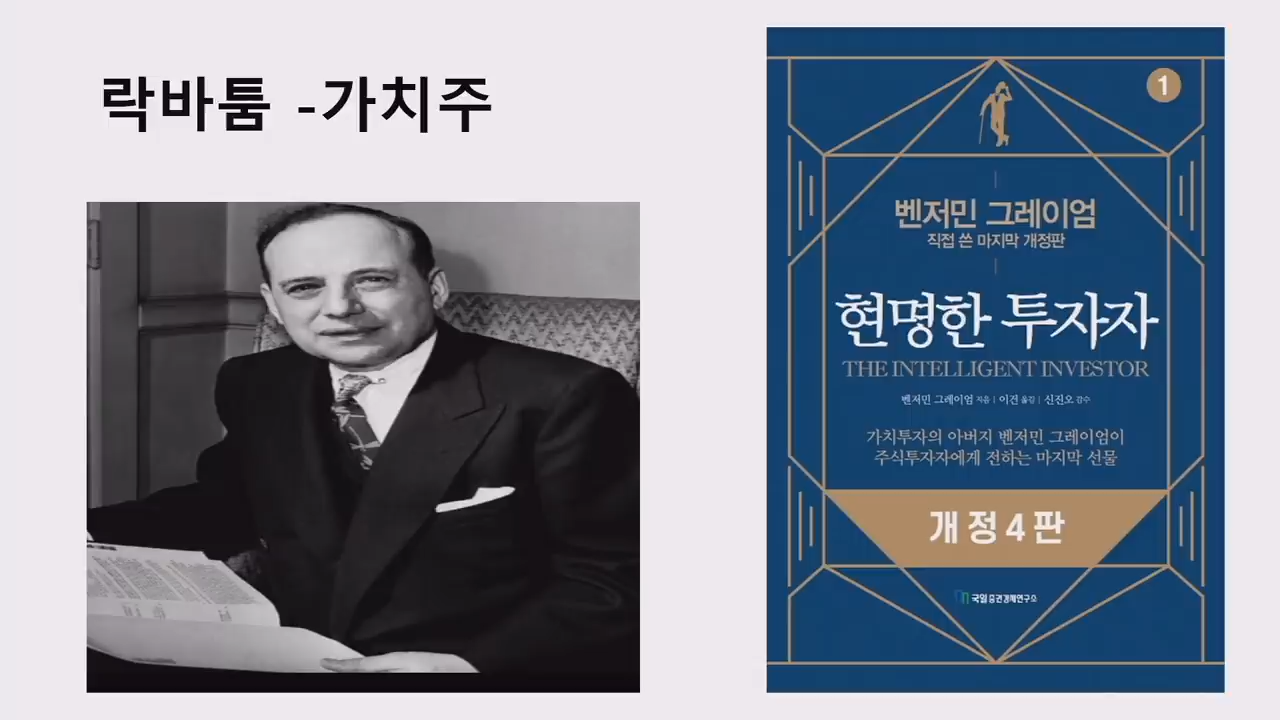 락바툼 -가치주
1
벤저민 그레이엄
직접 쓴 마지막 개정판
현명한 투자자
THE INTELLIGENT INVESTOR
벤저민 그레이엄 지음 | 이건 옮김 | 신진오 감수
가치투자의 아버지 벤저민 그레이엄이
주식투자자에게 전하는 마지막 선물
개정4판
국일증권경제연구소